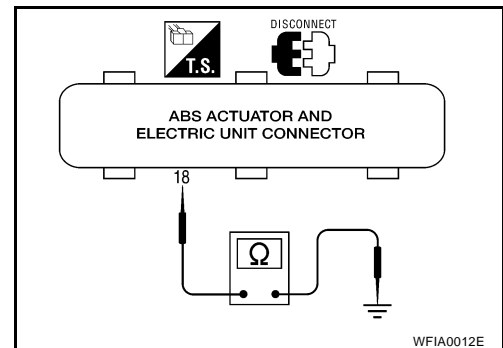 DISCONNECT
T.S.
ABS ACTUATOR AND
ELECTRIC UNIT CONNECTOR
18
Ω
WFIA0012E